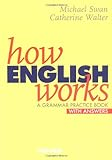 Michael Swan
Catherine Walter
how
ENGLISH
works
A GRAMMAR PRACTICE BOOK
WITH ANSWERS